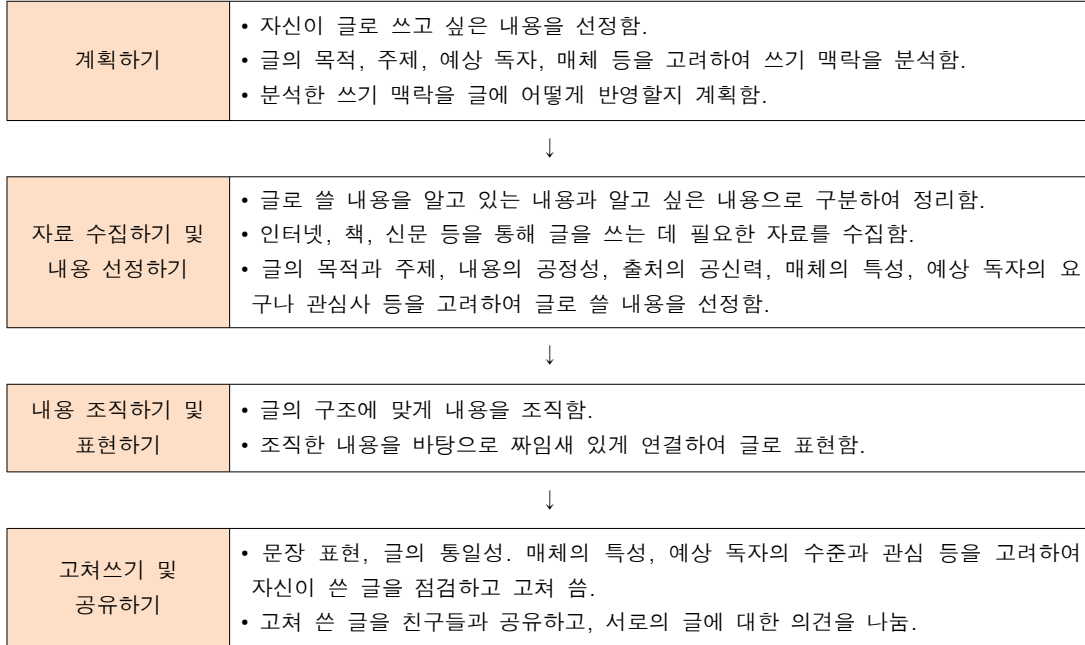 계획하기
• 자신이 글로 쓰고 싶은 내용을 선정함.
• 글의 목적, 주제, 예상 독자, 매체 등을 고려하여 쓰기 맥락을 분석함.
• 분석한 쓰기 맥락을 글에 어떻게 반영할지 계획함.
↓
자료 수집하기 및
내용 선정하기
• 글로 쓸 내용을 알고 있는 내용과 알고 싶은 내용으로 구분하여 정리함.
• 인터넷, 책, 신문 등을 통해 글을 쓰는 데 필요한 자료를 수집함.
• 글의 목적과 주제, 내용의 공정성, 출처의 공신력, 매체의 특성, 예상 독자의 요
구나 관심사 등을 고려하여 글로 쓸 내용을 선정함.
↓
내용 조직하기 및
표현하기
• 글의 구조에 맞게 내용을 조직함.
• 조직한 내용을 바탕으로 짜임새 있게 연결하여 글로 표현함.
↓
고쳐쓰기 및
공유하기
• 문장 표현, 글의 통일성. 매체의 특성, 예상 독자의 수준과 관심 등을 고려하여
자신이 쓴 글을 점검하고 고쳐 씀.
• 고쳐 쓴 글을 친구들과 공유하고, 서로의 글에 대한 의견을 나눔.